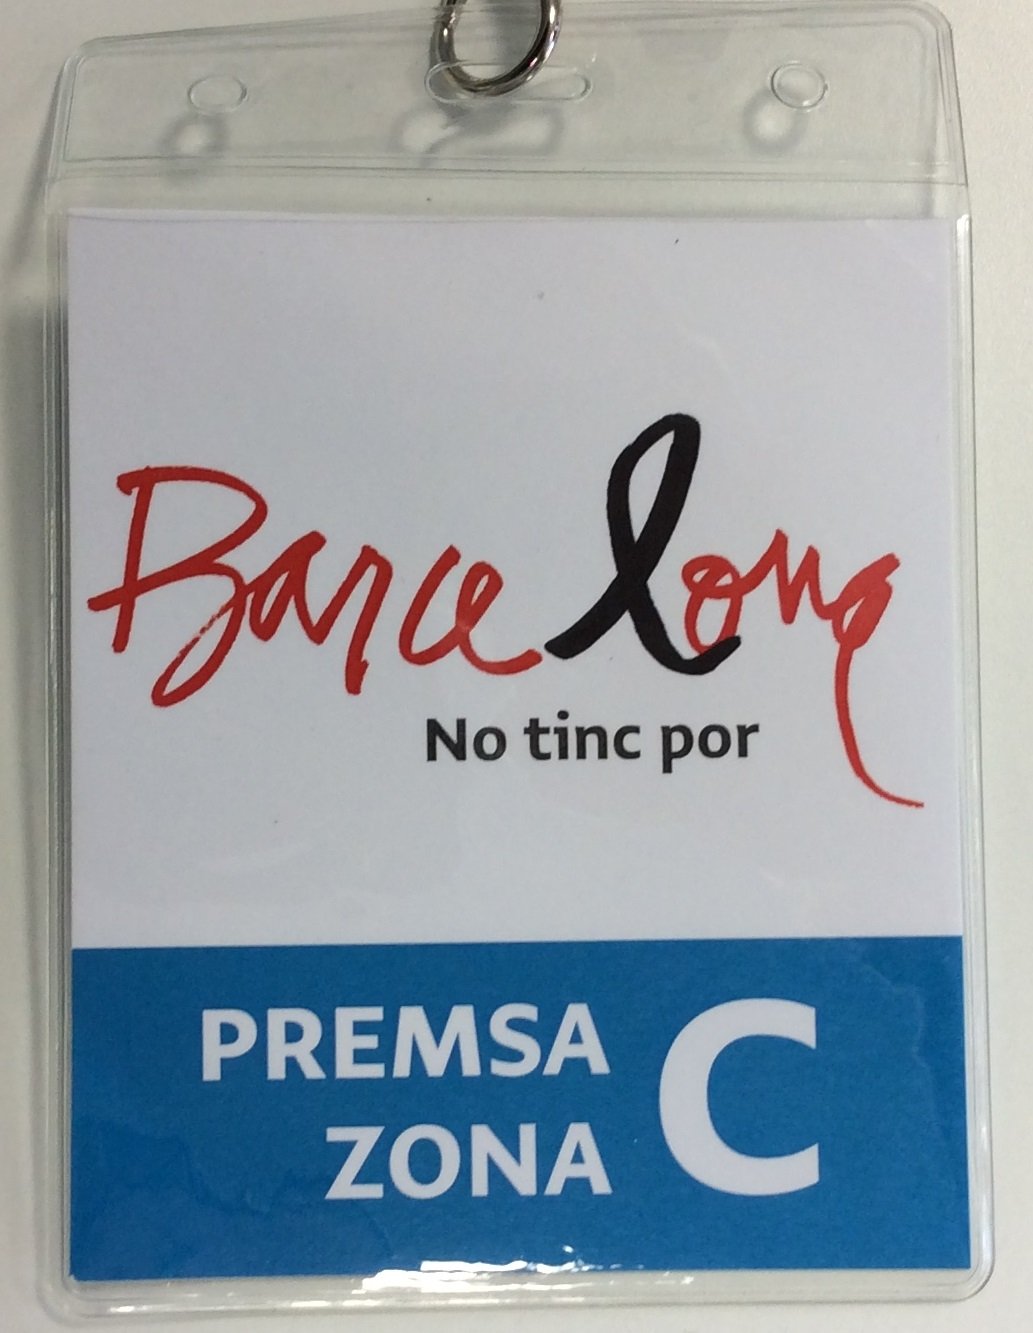 Barcelona
No tinc por
PREMSA
ZONA
C